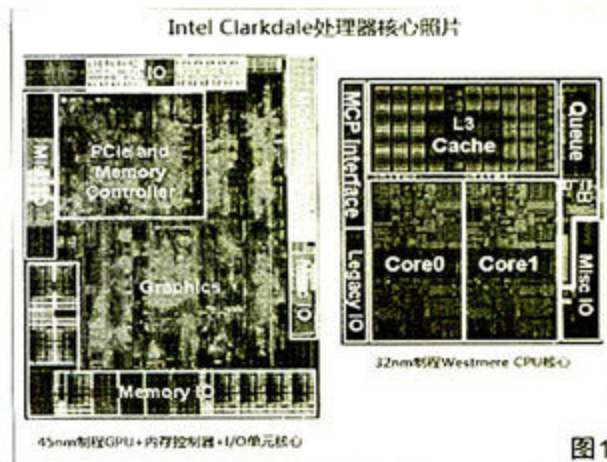 Intel Clarkdale处理器核心照片
IO
PCIe and
Memory
Controller
Misc IO
Graphics
Misc IO
Memory IO
45nm制程GPU+内存控制器+I/O单元核心
MCP Interface
L3
Cache
Queue
Legacy IO
Core0
Core1
Misc IO
32nm制程Westmere CPU核心
图1